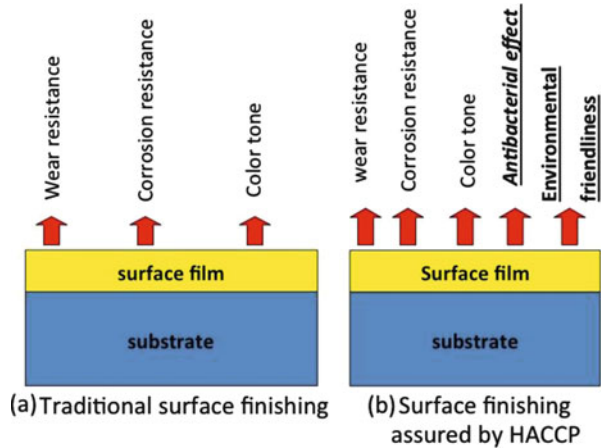 Wear resistance
Corrosion resistance
Color tone
surface film
substrate
(a) Traditional surface finishing
wear resistance
Corrosion resistance
Color tone
Antibacterial effect
Environmental
friendliness
Surface film
substrate
(b) Surface finishing
assured by HACCP